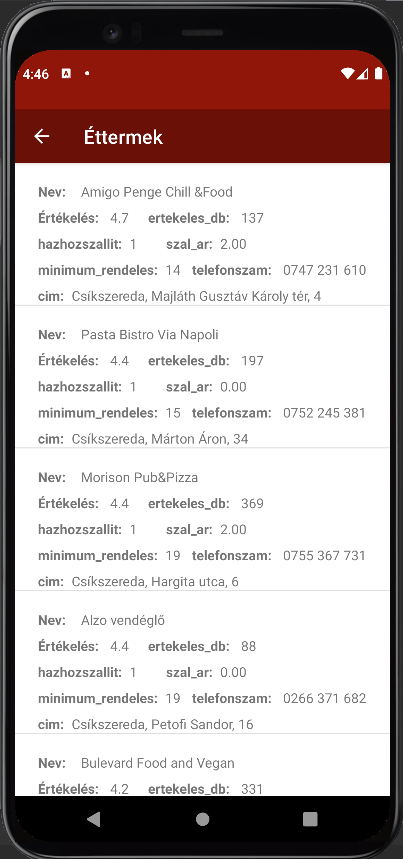 4:46 A
Éttermek
Nev: Amigo Penge Chill &Food
Értékelés: 4.7 ertekeles_db: 137
hazhozszallit: 1 szal_ar: 2.00
minimum_rendeles: 14 telefonszam: 0747 231 610
cim: Csíkszereda, Majláth Gusztáv Károly tér, 4
Nev: Pasta Bistro Via Napoli
Értékelés: 4.4 ertekeles_db: 197
hazhozszallit: 1 szal_ar: 0.00
minimum_rendeles: 15 telefonszam: 0752 245 381
cim: Csíkszereda, Márton Áron, 34
Nev: Morison Pub&Pizza
Értékelés: 4.4 ertekeles_db: 369
hazhozszallit: 1 szal_ar: 2.00
minimum_rendeles: 19 telefonszam: 0755 367 731
cim: Csíkszereda, Hargita utca, 6
Nev: Alzo vendéglő
Értékelés: 4.4 ertekeles_db: 88
hazhozszallit: 1 szal_ar: 0.00
minimum_rendeles: 19 telefonszam: 0266 371 682
cim: Csíkszereda, Petofi Sandor, 16
Nev: Bulevard Food and Vegan
Értékelés: 4.2 ertekeles_db: 331